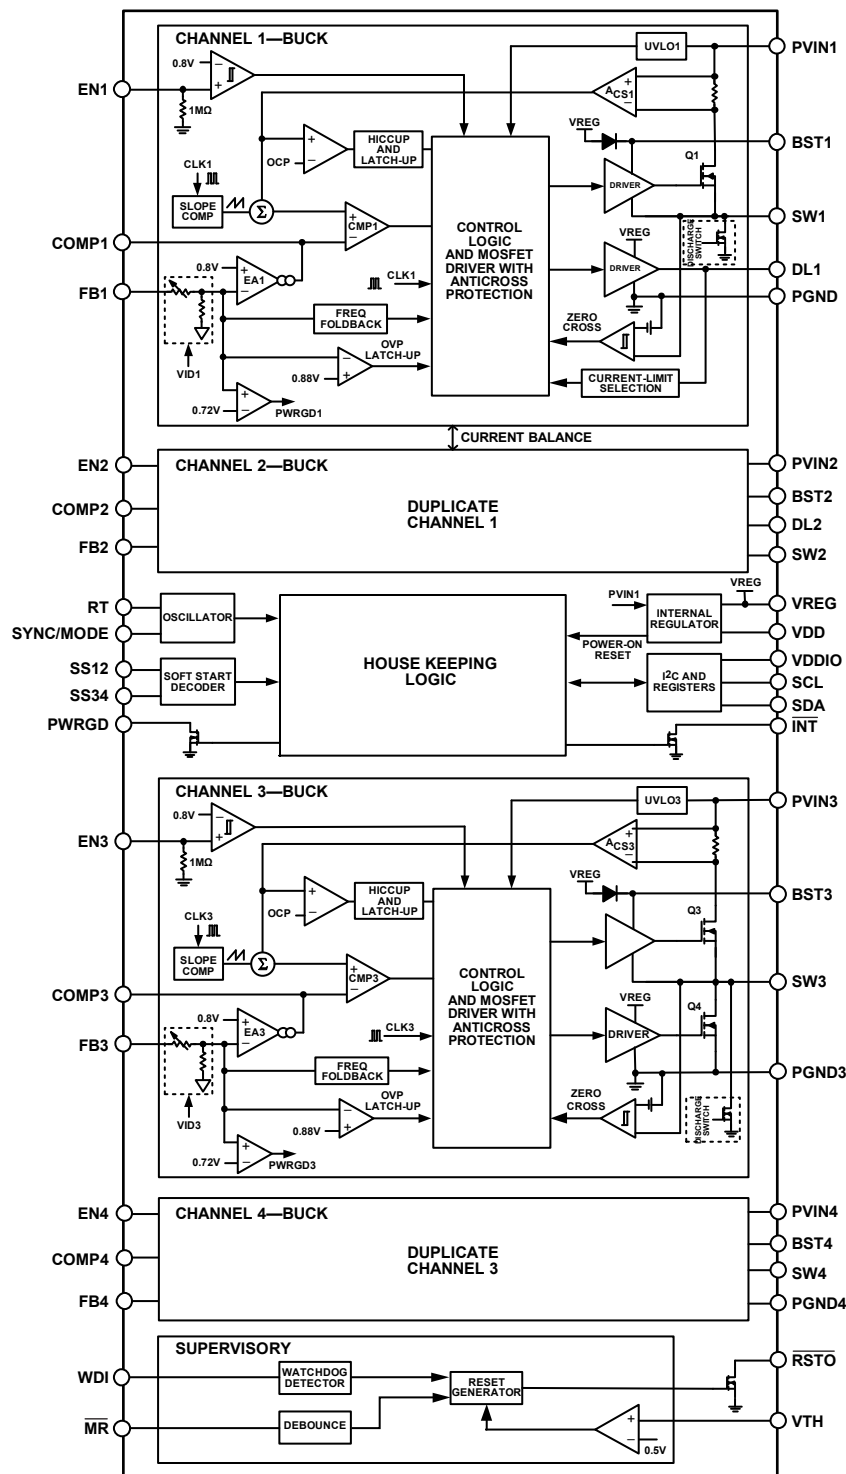 CHANNEL 1—BUCK
UVLO1
PVIN1
0.8V
EN1
1MΩ
ACS1
VREG
BST1
HICCUP
AND
LATCH-UP
OCP
Q1
CLK1
DRIVER
SLOPE
COMP
Σ
CMP1
SW1
CONTROL
LOGIC
AND MOSFET
DRIVER WITH
ANTICROSS
PROTECTION
DISCHARGE
SWITCH
COMP1
VREG
0.8V
EA1
CLK1
DRIVER
DL1
FB1
PGND
FREQ
FOLDBACK
ZERO
CROSS
OVP
LATCH-UP
VID1
0.88V
CURRENT-LIMIT
SELECTION
0.72V
PWRGD1
CURRENT BALANCE
EN2
CHANNEL 2—BUCK
PVIN2
COMP2
DUPLICATE
CHANNEL 1
BST2
DL2
FB2
SW2
VREG
RT
OSCILLATOR
PVIN1
INTERNAL
REGULATOR
VREG
SYNC/MODE
VDD
POWER-ON
RESET
HOUSE KEEPING
LOGIC
SS12
SOFT START
DECODER
VDDIO
I2C AND
REGISTERS
SCL
SS34
SDA
PWRGD
INT
CHANNEL 3—BUCK
UVLO3
PVIN3
0.8V
EN3
1MΩ
ACS3
VREG
BST3
HICCUP
AND
LATCH-UP
OCP
Q3
CLK3
SLOPE
COMP
Σ
CMP3
SW3
CONTROL
LOGIC
AND MOSFET
DRIVER WITH
ANTICROSS
PROTECTION
COMP3
VREG
Q4
0.8V
EA3
CLK3
DRIVER
FB3
PGND3
FREQ
FOLDBACK
ZERO
CROSS
DISCHARGE
SWITCH
OVP
LATCH-UP
VID3
0.88V
0.72V
PWRGD3
EN4
CHANNEL 4—BUCK
PVIN4
COMP4
DUPLICATE
CHANNEL 3
BST4
SW4
FB4
PGND4
SUPERVISORY
RSTO
WDI
WATCHDOG
DETECTOR
RESET
GENERATOR
MR
DEBOUNCE
VTH
0.5V